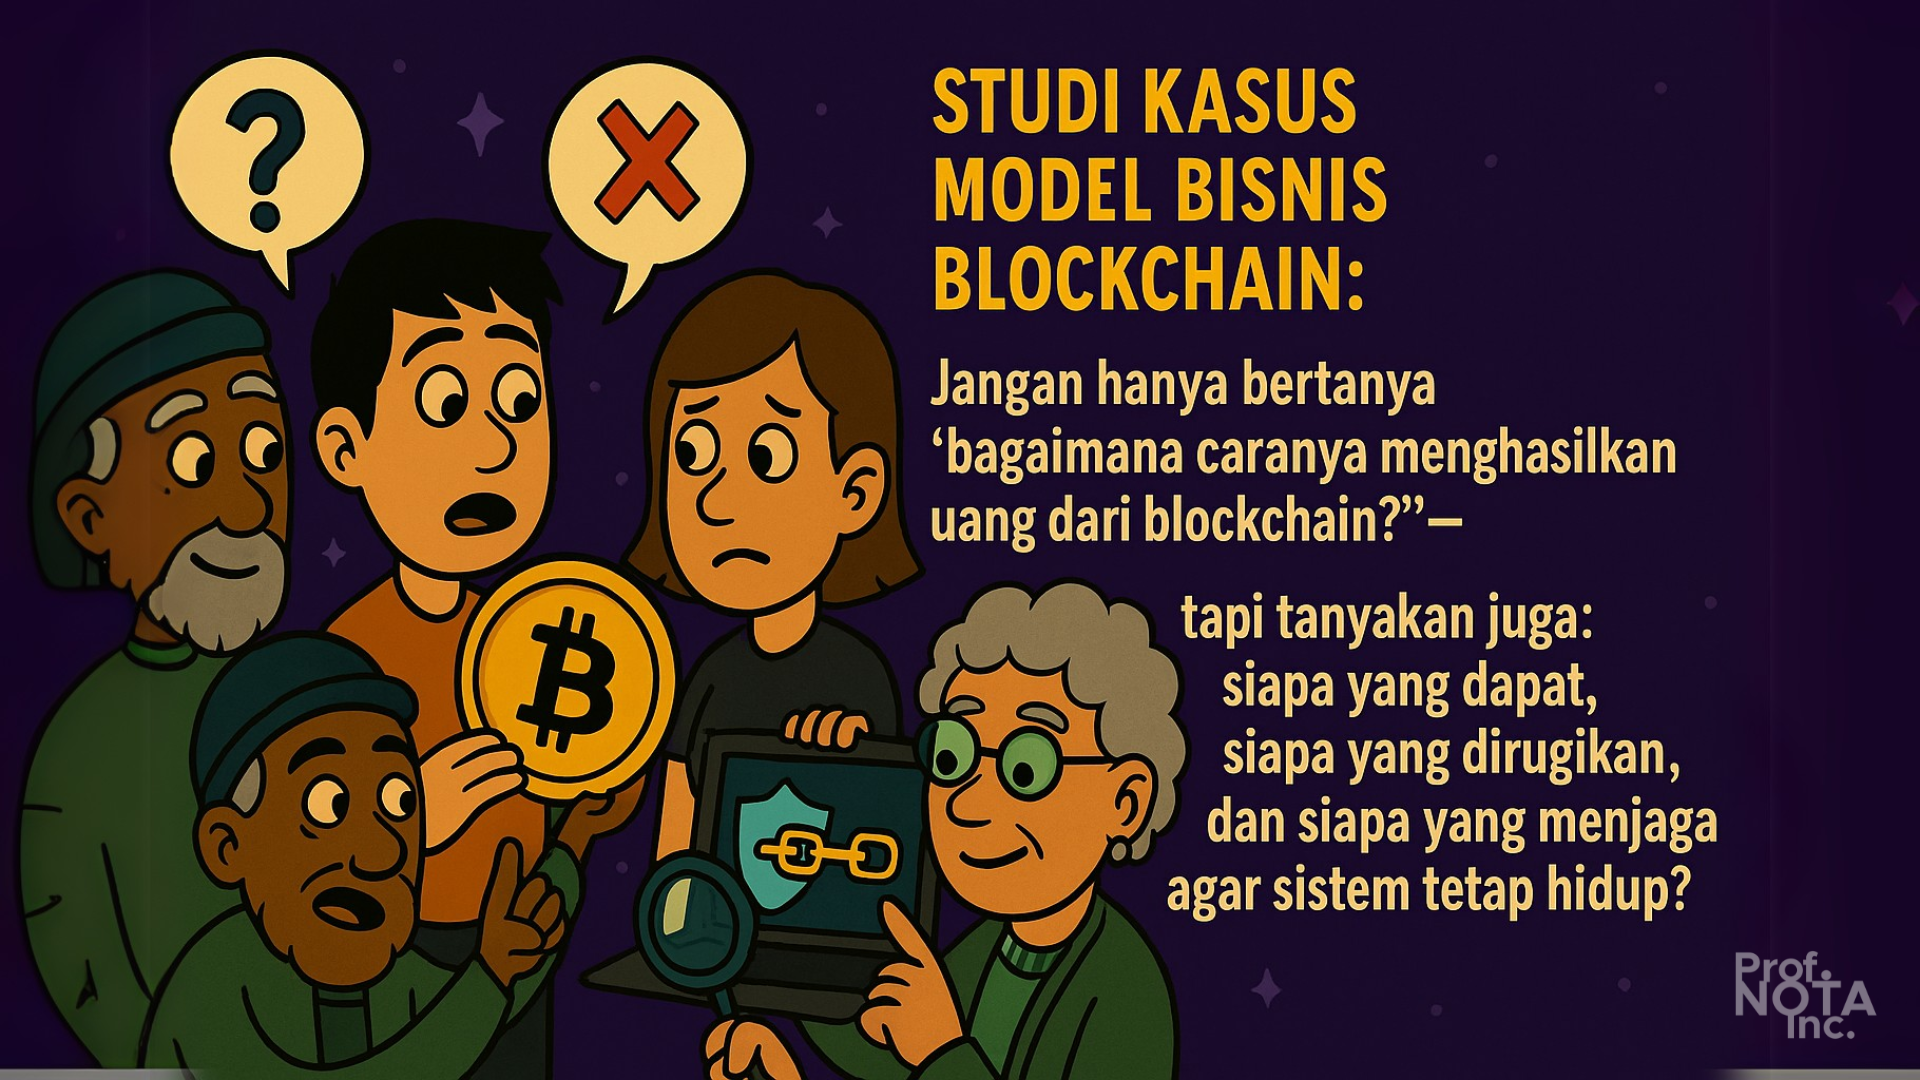 ?
STUDI KASUS
MODEL BISNIS
BLOCKCHAIN:
Jangan hanya bertanya
‘bagaimana caranya menghasilkan
uang dari blockchain?”—
tapi tanyakan juga:
siapa yang dapat,
siapa yang dirugikan,
dan siapa yang menjaga
agar sistem tetap hidup?
Prof.
NOTA
Inc.